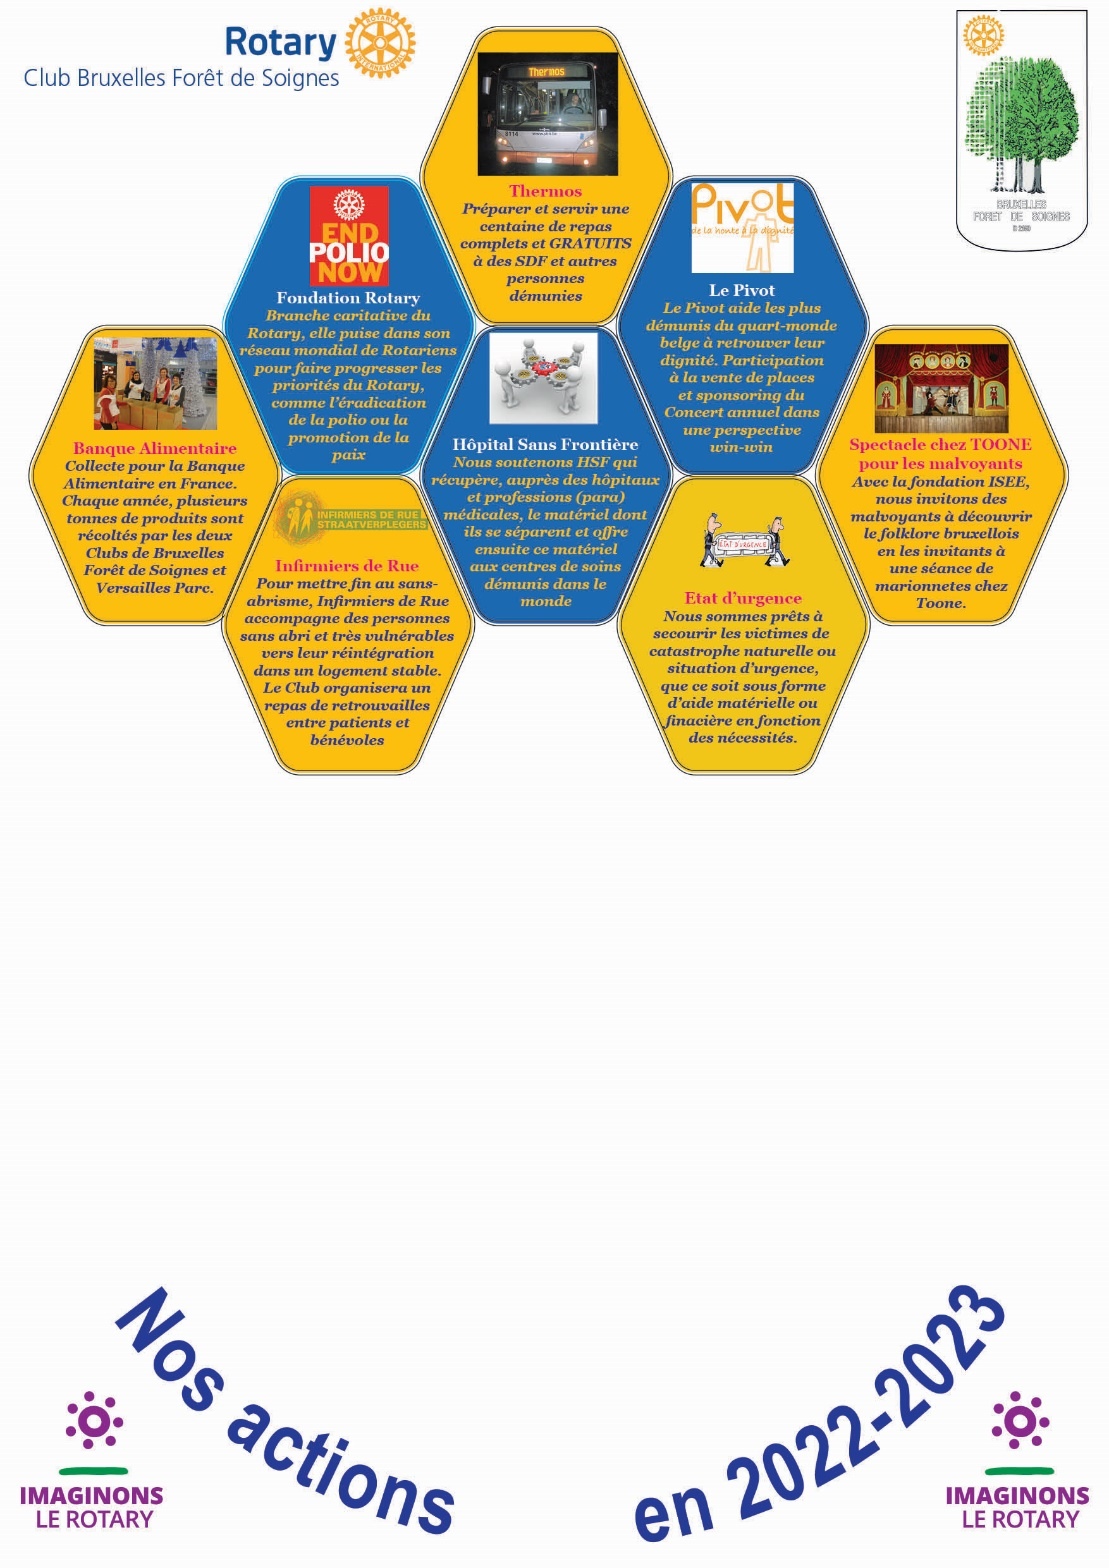 Rotary
Club Bruxelles Forêt de Soignes
ROTARY
INTERNATIONAL
BRUXELLES
FORET DE SOIGNES
Thermos
8114
Thermos
Préparer et servir une
centaine de repas
complets et GRATUITS
à des SDF et autres
personnes
démunies
END
POLIO
NOW
Fondation Rotary
Branche caritative du
Rotary, elle puise dans son
réseau mondial de Rotariens
pour faire progresser les
priorités du Rotary,
comme l'éradication
de la polio ou la
promotion de la
paix
Pivot
de la honte à la dignité
Le Pivot
Le Pivot aide les plus
démunis du quart-monde
belge à retrouver leur
dignité. Participation
à la vente de places
et sponsoring du
Concert annuel dans
une perspective
win-win
Banque Alimentaire
Collecte pour la Banque
Alimentaire en France.
Chaque année, plusieurs
tonnes de produits sont
récoltés par les deux
Clubs de Bruxelles
Forêt de Soignes et
Versailles Parc.
Hôpital Sans Frontière
Nous soutenons HSF qui
récupère, auprès des hôpitaux
et professions (para)
médicales, le matériel dont
ils se séparent et offre
ensuite ce matériel
aux centres de soins
démunis dans le
monde
Spectacle chez TOONE
pour les malvoyants
Avec la fondation ISEE,
nous invitons des
malvoyants à découvrir
le folklore bruxellois
en les invitants à
une séance de
marionnetes chez
Toone.
INFIRMIERS DE RUE
STRAATVERPLEGERS
Infirmiers de Rue
Pour mettre fin au sans-
abrisme, Infirmiers de Rue
accompagne des personnes
sans abri et très vulnérables
vers leur réintégration
dans un logement stable.
Le Club organisera un
repas de retrouvailles
entre patients et
bénévoles
ETAT D'URGENCE
Etat d'urgence
Nous sommes prêts à
secourir les victimes de
catastrophe naturelle ou
situation d'urgence,
que ce soit sous forme
d'aide matérielle ou
finacière en fonction
des nécessités.
Nos actions en 2022-2023
IMAGINONS
LE ROTARY
IMAGINONS
LE ROTARY